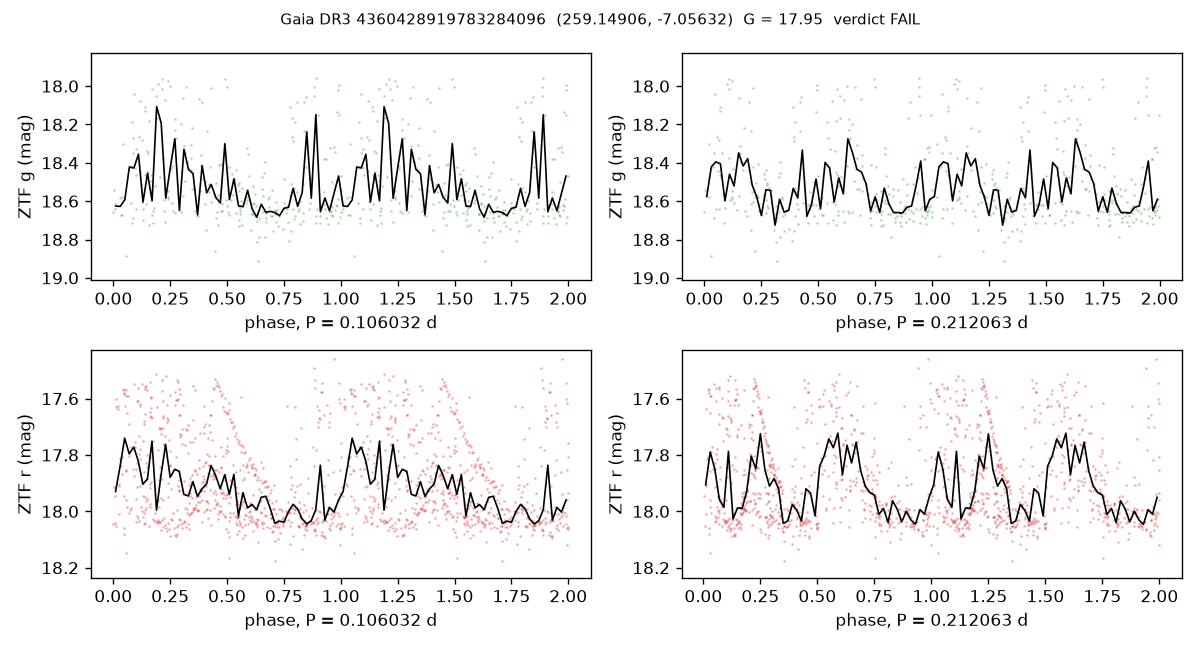 Gaia DR3 4360428919783284096 (259.14906, -7.05632) G = 17.95 verdict FAIL
ZTF g (mag)
18.0
18.2
18.4
18.6
18.8
19.0
0.00 0.25 0.50 0.75 1.00 1.25 1.50 1.75 2.00
phase, P = 0.106032 d
ZTF g (mag)
18.0
18.2
18.4
18.6
18.8
19.0
0.00 0.25 0.50 0.75 1.00 1.25 1.50 1.75 2.00
phase, P = 0.212063 d
ZTF r (mag)
17.6
17.8
18.0
18.2
0.00 0.25 0.50 0.75 1.00 1.25 1.50 1.75 2.00
phase, P = 0.106032 d
ZTF r (mag)
17.6
17.8
18.0
18.2
0.00 0.25 0.50 0.75 1.00 1.25 1.50 1.75 2.00
phase, P = 0.212063 d